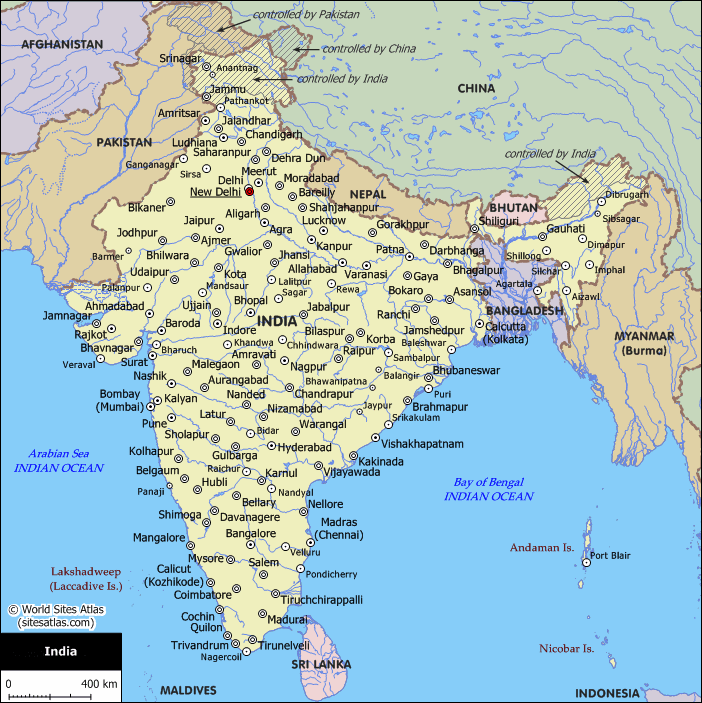 controlled by Pakistan
AFGHANISTAN
controlled by China
Srinagar
Anantnag
controlled by India
CHINA
Jammu
Pathankot
Amritsar
Jalandhar
PAKISTAN
Ludhiana
Chandigarh
Saharanpur
controlled by India
Ganganagar
Dehra Dun
Sirsa
Meerut
Delhi
Moradabad
New Delhi
Bareilly
NEPAL
Dibrugarh
Bikaner
Aligarh
Shanjahanpur
BHUTAN
Sibsagar
Jaipur
Agra
Lucknow
Gorakhpur
Shiliguri
Gauhati
Jodhpur
Ajmer
Gwalior
Kanpur
Darbhanga
Dimapur
Barmer
Bhilwara
Jhansi
Patna
Shillong
Udaipur
Kota
Allahabad
Varanasi
Bhagalpur
Silchar
Imphal
Palanpur
Mandsaur
Lalitpur
Rewa
Gaya
Agartala
Ahmadabad
Ujjain
Bhopal
Sagar
Bokaro
Asansol
Aizawl
Jamnagar
INDIA
Jabalpur
Ranchi
BANGLADESH
Rajkot
Baroda
Indore
Bilaspur
Korba
Jamshedpur
Calcutta
(Kolkata)
MYANMAR
(Burma)
Bhavnagar
Bharuch
Khandwa
Chhindwara
Baleshwar
Veraval
Surat
Amravati
Raipur
Sambalpur
Malegaon
Nagpur
Nashik
Aurangabad
Bhawanipatna
Balangir
Bhubaneswar
Bombay
(Mumbai)
Kalyan
Nanded
Chandrapur
Puri
Pune
Latur
Nizamabad
Jaypur
Brahmapur
Srikakulam
Sholapur
Bidar
Warangal
Vishakhapatnam
Arabian Sea
INDIAN OCEAN
Kolhapur
Gulbarga
Hyderabad
Kakinada
Belgaum
Raichur
Vijayawada
Bay of Bengal
INDIAN OCEAN
Panaji
Hubli
Karnul
Nandyal
Bellary
Nellore
Shimoga
Davanagere
Madras
(Chennai)
Mangalore
Bangalore
Velluru
Andaman Is.
Port Blair
Mysore
Salem
Pondicherry
Lakshadweep
(Laccadive Is.)
Calicut
(Kozhikode)
Coimbatore
Tiruchchirappalli
© World Sites Atlas
(sitesatlas.com)
Cochin
Madurai
Quilon
India
Trivandrum
Tirunelveli
Nagercoil
Nicobar Is.
SRI LANKA
0 400 km
MALDIVES
INDONESIA